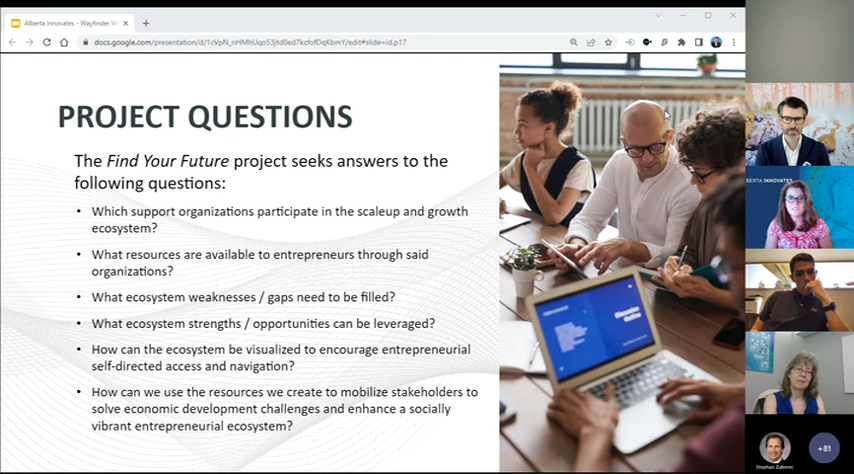 Alberta Innovates - Wayfinder W
docs.google.com/presentation/d/1cVpN_nHMhUqo53jtd0ed7kzfofDqKbmY/edit#slide=id.p17
PROJECT QUESTIONS
The Find Your Future project seeks answers to the
following questions:
• Which support organizations participate in the scaleup and growth
ecosystem?
• What resources are available to entrepreneurs through said
organizations?
• What ecosystem weaknesses / gaps need to be filled?
• What ecosystem strengths / opportunities can be leveraged?
• How can the ecosystem be visualized to encourage entrepreneurial
self-directed access and navigation?
• How can we use the resources we create to mobilize stakeholders to
solve economic development challenges and enhance a socially
vibrant entrepreneurial ecosystem?
BERTA INNOVATES
Stephan Zuberec
+81